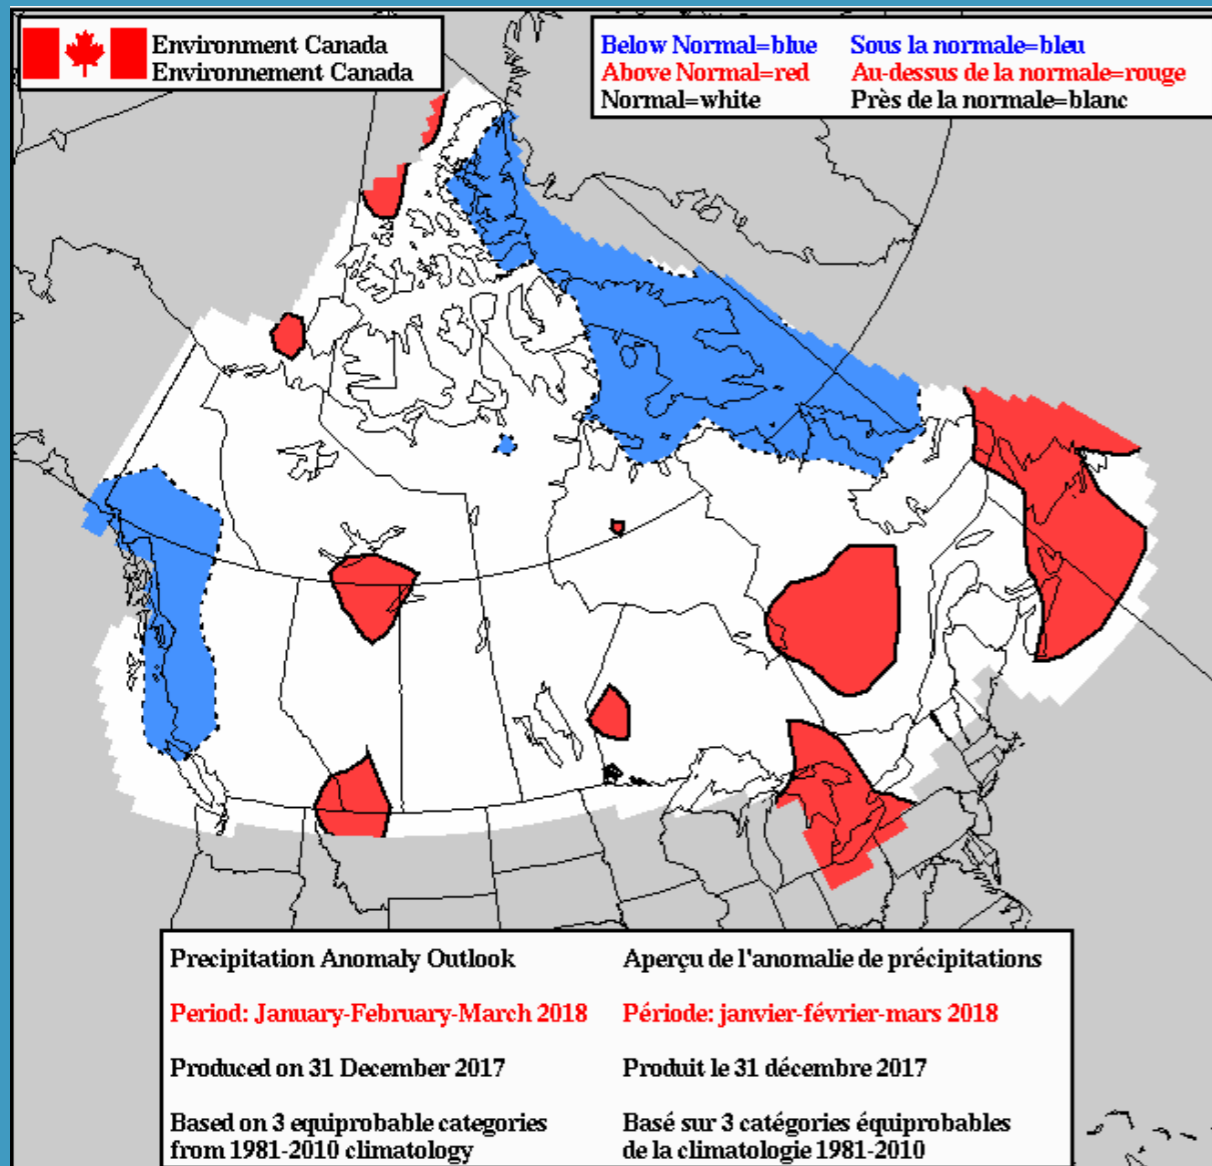 Environment Canada
Environnement Canada
Below Normal=blue
Above Normal=red
Normal=white
Sous la normale=bleu
Au-dessus de la normale=rouge
Près de la normale=blanc
Precipitation Anomaly Outlook
Period: January-February-March 2018
Produced on 31 December 2017
Based on 3 equiprobable categories
from 1981-2010 climatology
Aperçu de l'anomalie de précipitations
Période: janvier-février-mars 2018
Produit le 31 décembre 2017
Basé sur 3 catégories équiprobables
de la climatologie 1981-2010